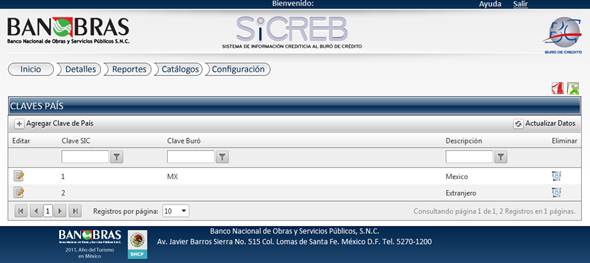 Bienvenido:
Ayuda Salir
BANOBRAS
Banco Nacional de Obras y Servicios Públicos S.N.C.
SiCREB
SISTEMA DE INFORMACIÓN CREDITICIA AL BURÓ DE CRÉDITO
BURÓ DE CRÉDITO
Inicio Detalles Reportes Catálogos Configuración
CLAVES PAÍS
Agregar Clave de País Actualizar Datos
Editar Clave SIC Clave Buró Descripción Eliminar
1 MX Mexico
2 Extranjero
1 Registros por página: 10 Consultando página 1 de 1, 2 Registros en 1 páginas.
BANOBRAS
2011, Año del Turismo
en México
SHCP
Banco Nacional de Obras y Servicios Públicos, S.N.C.
Av. Javier Barros Sierra No. 515 Col. Lomas de Santa Fe. México D.F. Tel. 5270-1200